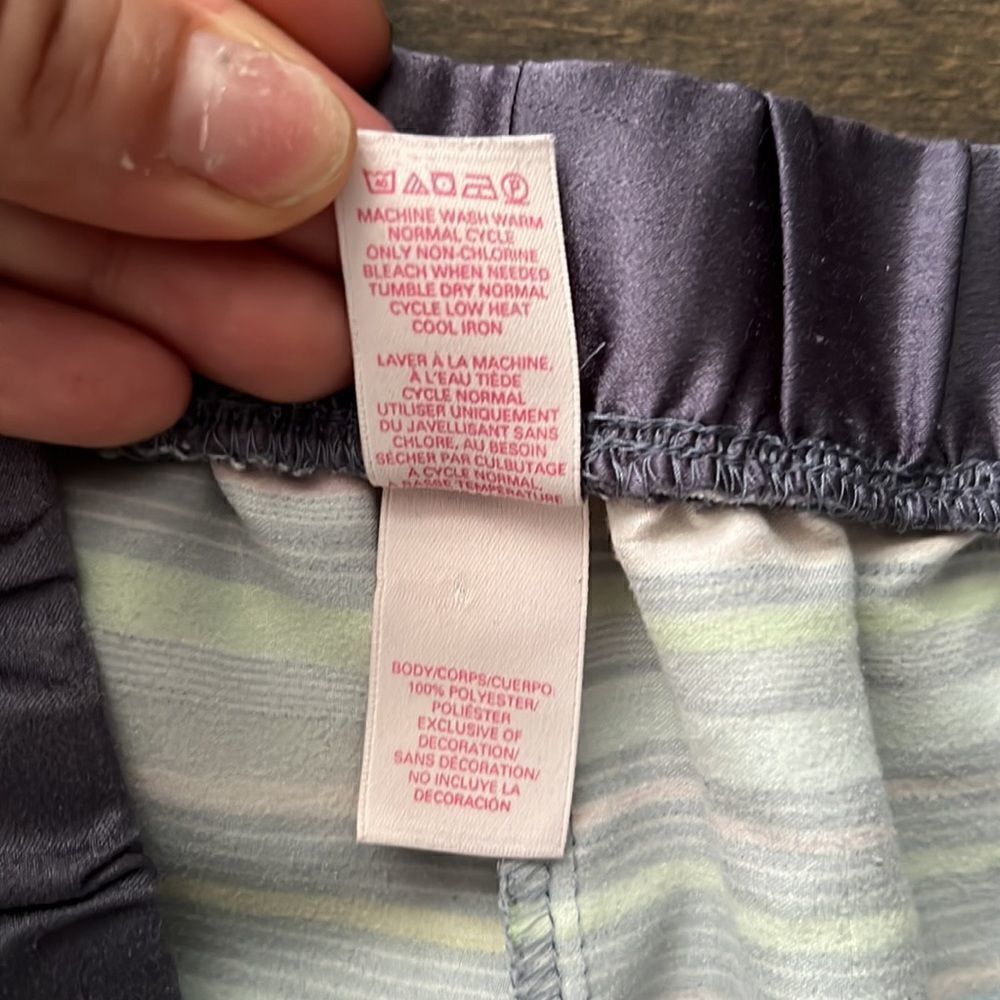 MACHINE WASH WARM
NORMAL CYCLE
ONLY NON-CHLORINE
BLEACH WHEN NEEDED
TUMBLE DRY NORMAL
CYCLE LOW HEAT
COOL IRON
LAVER À LA MACHINE,
À L'EAU TIÈDE
CYCLE NORMAL
UTILISER UNIQUEMENT
DU JAVELLISANT SANS
CHLORE, AU BESOIN
SÉCHER PAR CULBUTAGE
À CYCLE NORMAL,
BASSE TEMPÉRATURE
BODY/CORPS/CUERPO:
100% POLYESTER/
POLIÉSTER
EXCLUSIVE OF
DECORATION/
SANS DÉCORATION/
NO INCLUYE LA
DECORACIÓN